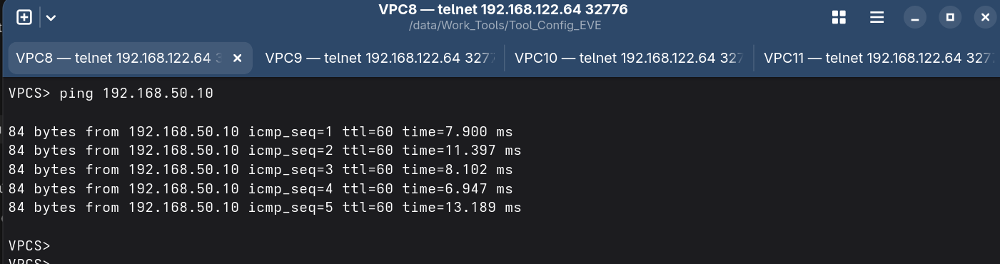 VPC8 — telnet 192.168.122.64 32776
/data/Work_Tools/Tool_Config_EVE
VPC8 — telnet 192.168.122.64 3
VPC9 — telnet 192.168.122.64 3277
VPC10 — telnet 192.168.122.64 327
VPC11 — telnet 192.168.122.64 327
VPCS> ping 192.168.50.10
84 bytes from 192.168.50.10 icmp_seq=1 ttl=60 time=7.900 ms
84 bytes from 192.168.50.10 icmp_seq=2 ttl=60 time=11.397 ms
84 bytes from 192.168.50.10 icmp_seq=3 ttl=60 time=8.102 ms
84 bytes from 192.168.50.10 icmp_seq=4 ttl=60 time=6.947 ms
84 bytes from 192.168.50.10 icmp_seq=5 ttl=60 time=13.189 ms
VPCS>
VPCS>